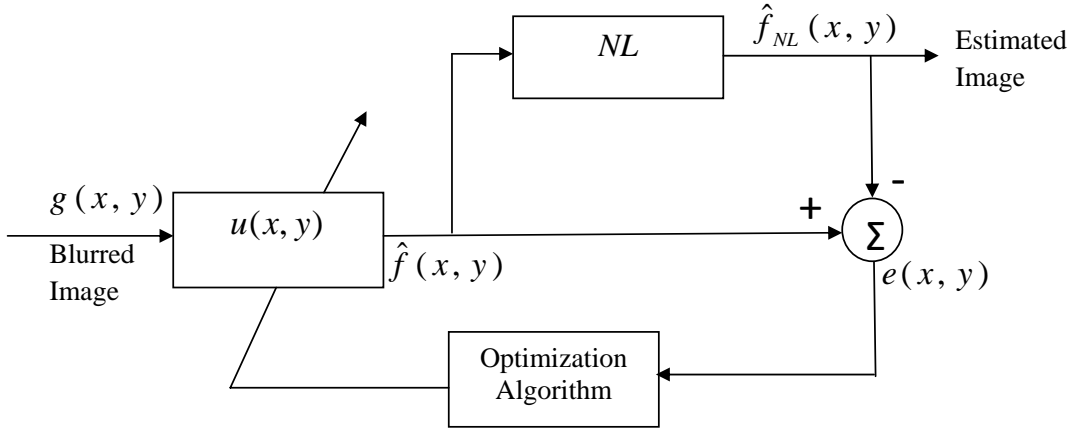 NL
f̂_NL(x, y)
Estimated
Image
g(x, y)
u(x, y)
Blurred
Image
f̂(x, y)
+
-
Σ
e(x, y)
Optimization
Algorithm